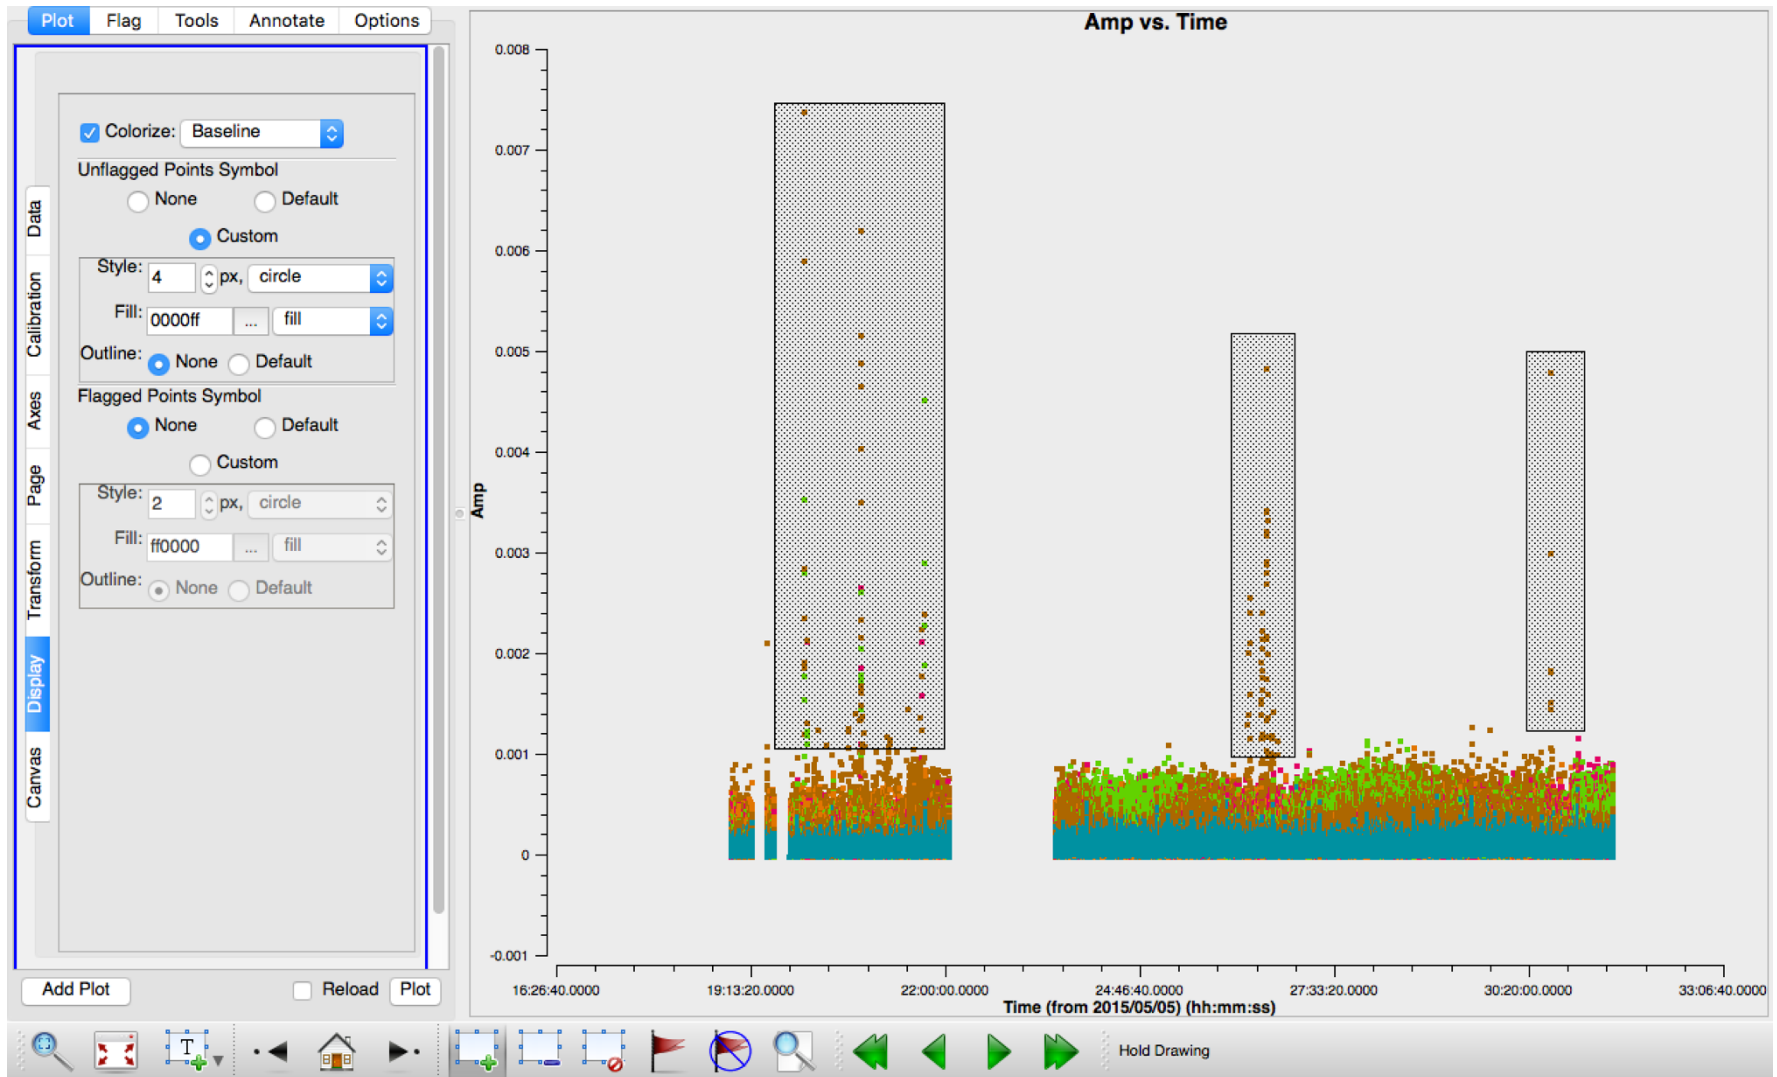 Plot Flag Tools Annotate Options
Colorize: Baseline
Unflagged Points Symbol
None Default
Custom
Style: 4 px, circle
Fill: 0000ff ... fill
Outline: None Default
Flagged Points Symbol
None Default
Custom
Style: 2 px, circle
Fill: ff0000 ... fill
Outline: None Default
Data
Calibration
Axes
Page
Transform
Display
Canvas
Add Plot Reload Plot
Amp vs. Time
0.008
0.007
0.006
0.005
0.004
0.003
0.002
0.001
0
-0.001
Amp
16:26:40.0000 19:13:20.0000 22:00:00.0000 24:46:40.0000 27:33:20.0000 30:20:00.0000 33:06:40.0000
Time (from 2015/05/05) (hh:mm:ss)
T
Hold Drawing